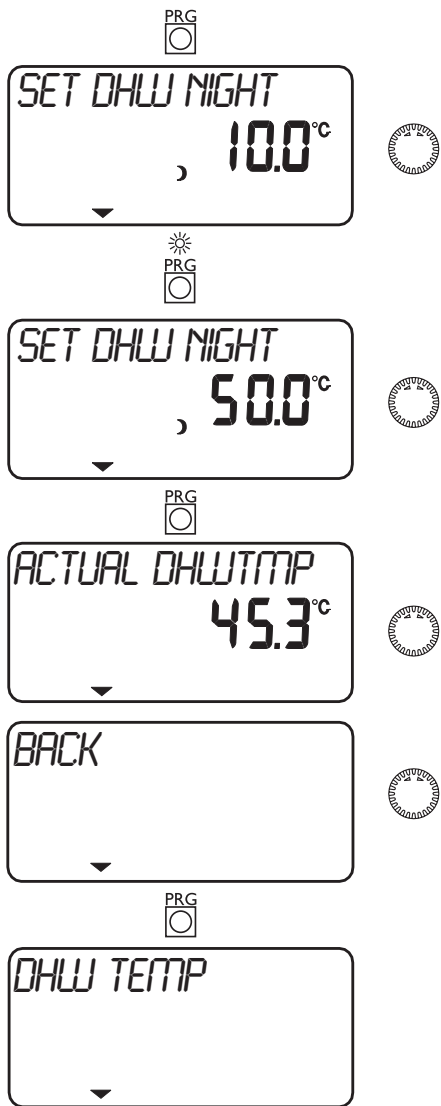 PRG
SET DHW NIGHT
10.0°C
PRG
SET DHW NIGHT
50.0°C
PRG
ACTUAL DHWTMP
45.3°C
BACK
PRG
DHW TEMP